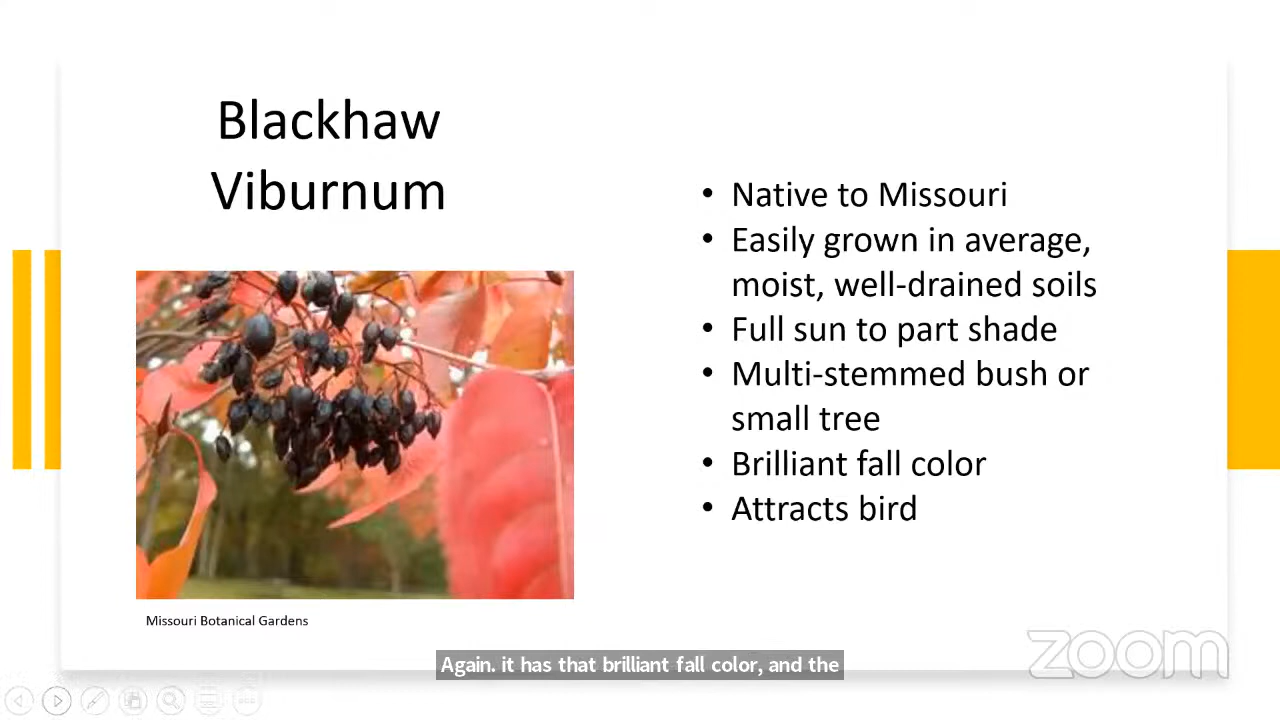 Blackhaw
Viburnum
• Native to Missouri
• Easily grown in average,
moist, well-drained soils
• Full sun to part shade
• Multi-stemmed bush or
small tree
• Brilliant fall color
• Attracts bird
Missouri Botanical Gardens
Again. it has that brilliant fall color, and the
zoom